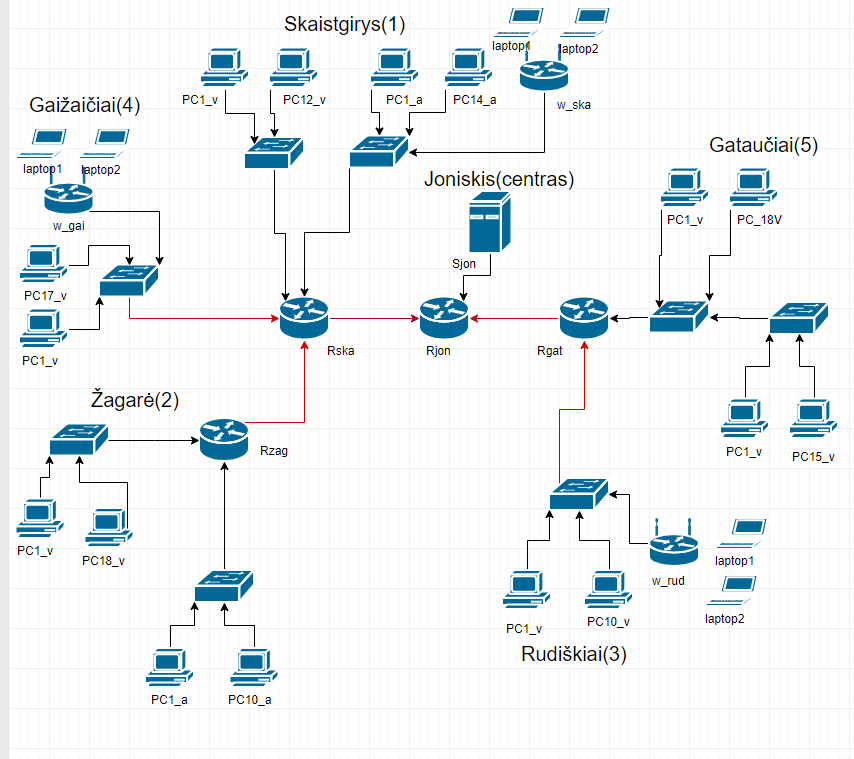 Skaistgirys(1)
laptop1
laptop2
PC1_v
PC12_v
PC1_a
PC14_a
w_ska
Gaižaičiai(4)
laptop1
laptop2
w_gai
PC17_v
PC1_v
Joniskis(centras)
Sjon
Gataučiai(5)
PC1_v
PC_18V
Rska
Rjon
Rgat
PC1_v
PC15_v
Žagarė(2)
Rzag
PC1_v
PC18_v
PC1_a
PC10_a
w_rud
laptop1
laptop2
PC1_v
PC10_v
Rudiškiai(3)